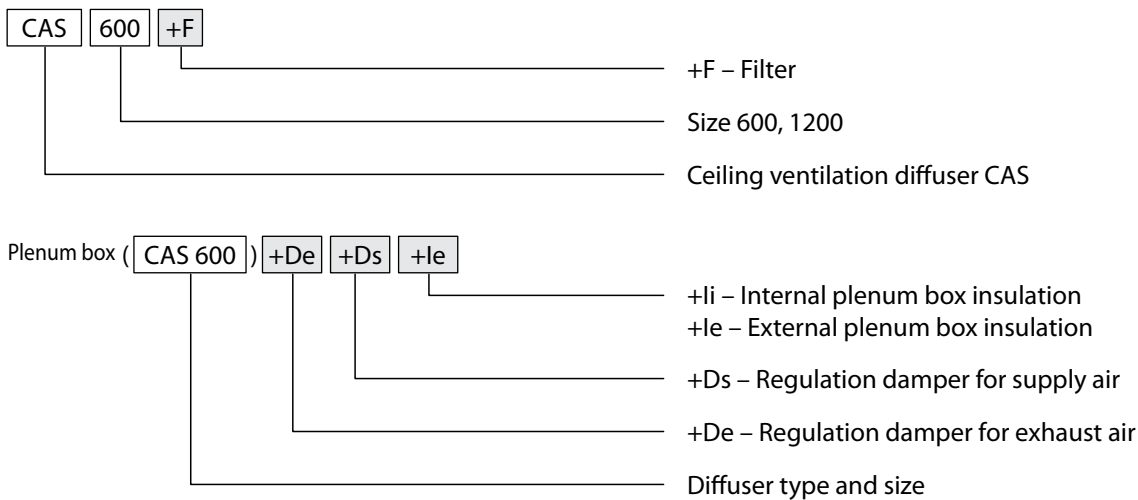 CAS 600 +F
+F – Filter
Size 600, 1200
Ceiling ventilation diffuser CAS
Plenum box ( CAS 600 ) +De +Ds +Ie
+Ii – Internal plenum box insulation
+Ie – External plenum box insulation
+Ds – Regulation damper for supply air
+De – Regulation damper for exhaust air
Diffuser type and size